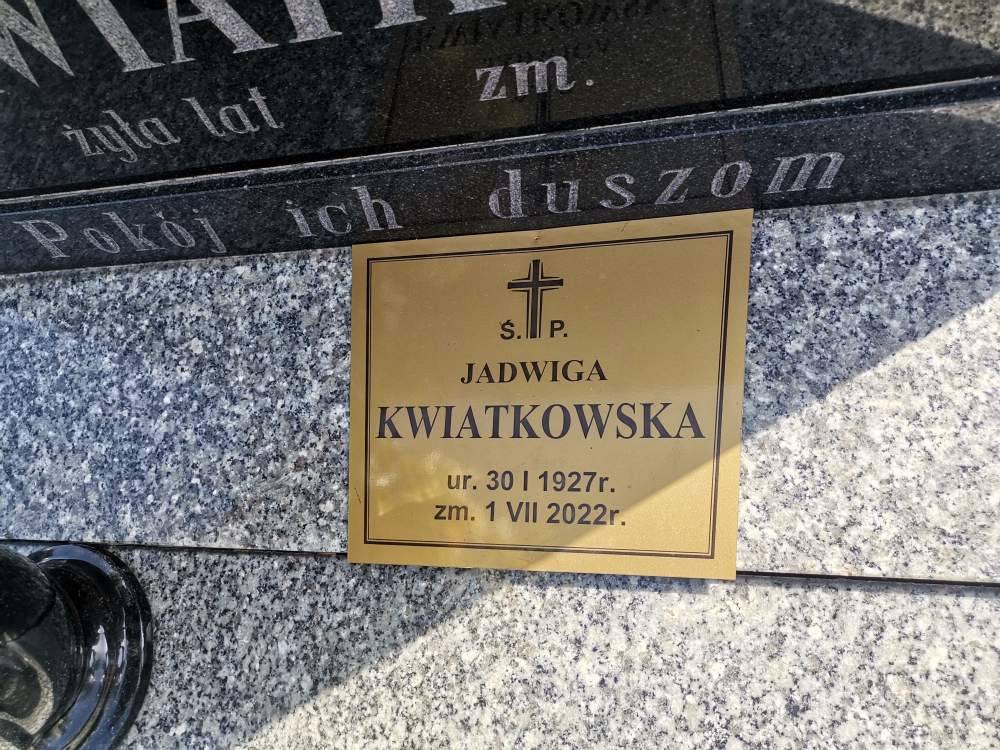 żyła lat zm.
Pokój ich duszom
Ś. P.
JADWIGA
KWIATKOWSKA
ur. 30 I 1927r.
zm. 1 VII 2022r.